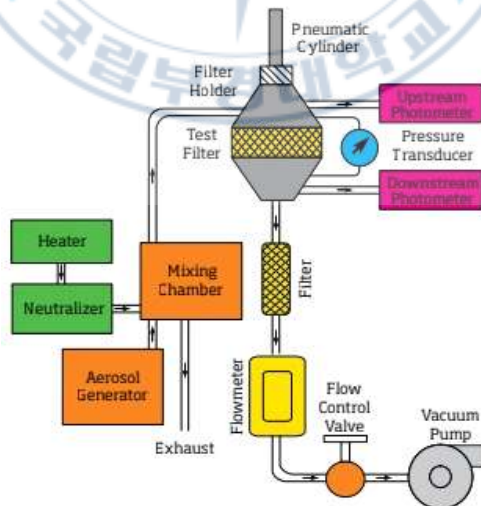 Pneumatic
Cylinder
Filter
Holder
Upstream
Photometer
Test
Filter
Pressure
Transducer
Downstream
Photometer
Heater
Mixing
Chamber
Neutralizer
Filter
Aerosol
Generator
Flowmeter
Flow
Control
Valve
Vacuum
Pump
Exhaust